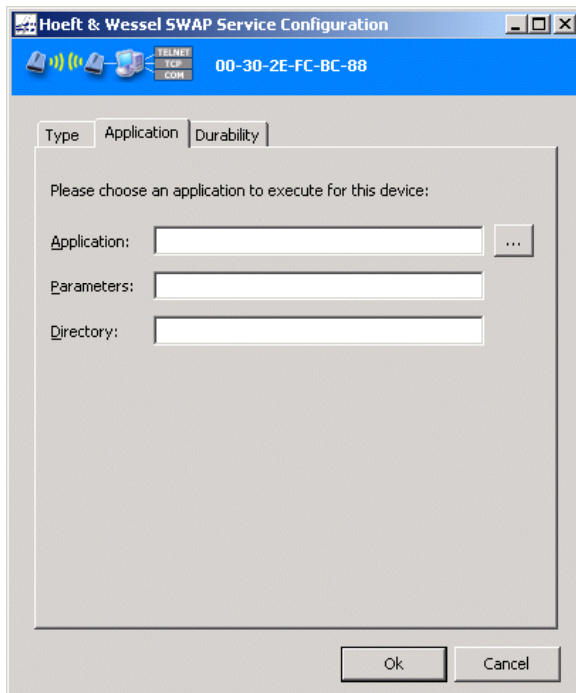 Hoeft & Wessel SWAP Service Configuration
TELNET
TCP
COM
00-30-2E-FC-BC-88
Type Application Durability
Please choose an application to execute for this device:
Application: ...
Parameters:
Directory:
Ok Cancel